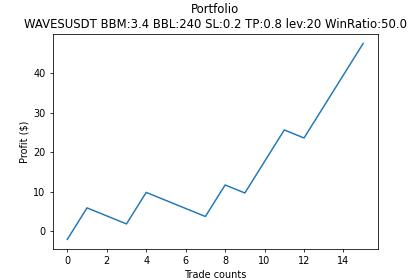 Portfolio
WAVESUSDT BBM:3.4 BBL:240 SL:0.2 TP:0.8 lev:20 WinRatio:50.0
Profit ($)
40
30
20
10
0
0 2 4 6 8 10 12 14
Trade counts